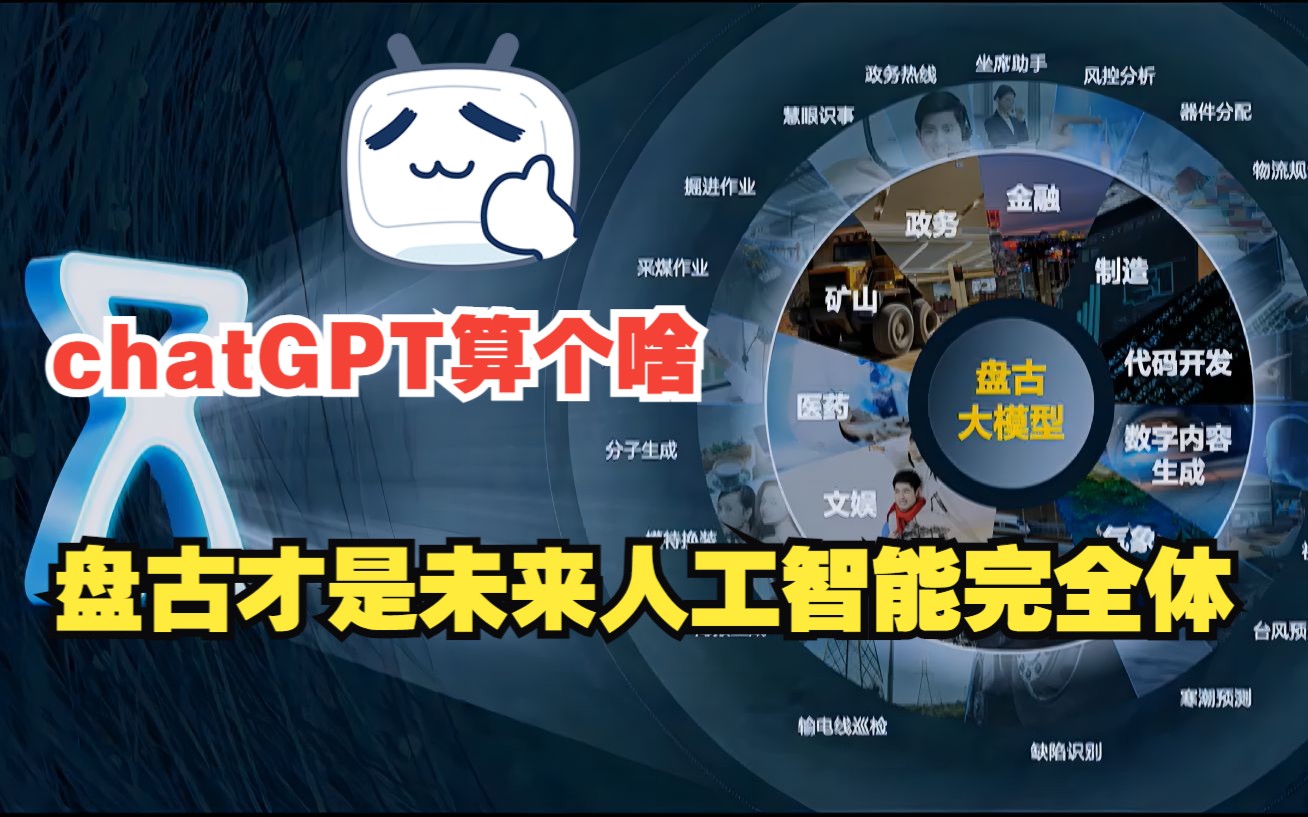 政务热线
坐席助手
风控分析
慧眼识事
器件分配
掘进作业
物流规
采煤作业
政务
金融
制造
矿山
代码开发
医药
盘古
大模型
数字内容
生成
文娱
气象
chatGPT算个啥
分子生成
模特换装
盘古才是未来人工智能完全体
台风预
寒潮预测
输电线巡检
缺陷识别